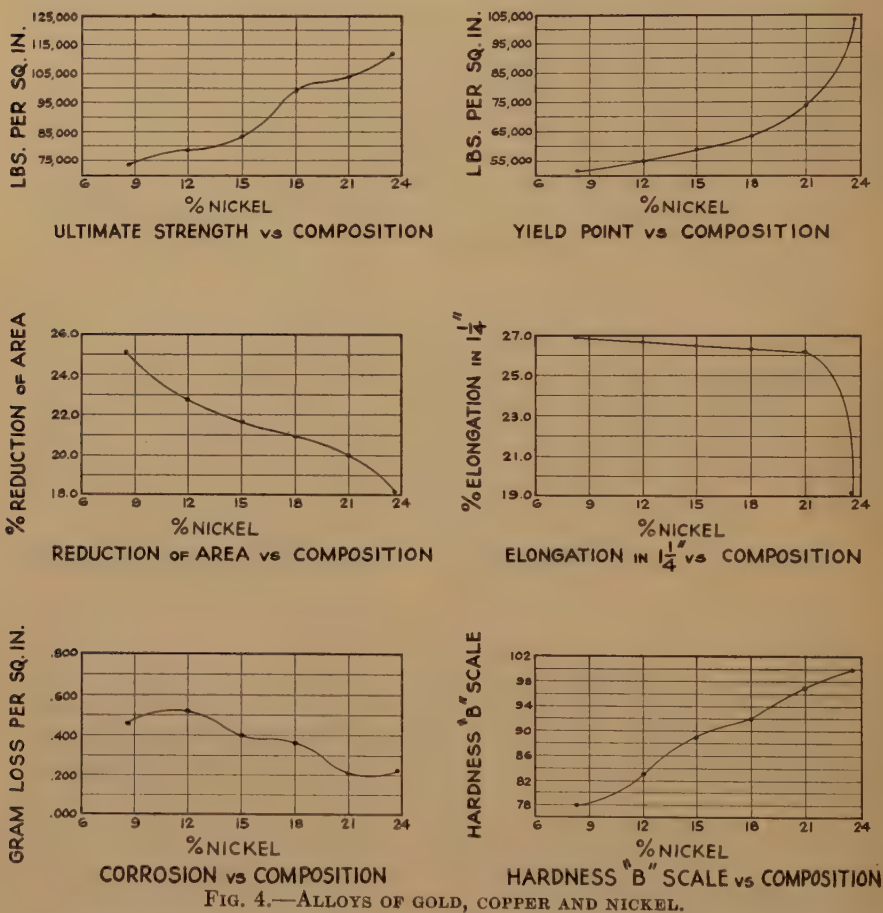 LBS. PER SQ. IN.
125,000
115,000
105,000
95,000
85,000
75,000
6 9 12 15 18 21 24
% NICKEL
ULTIMATE STRENGTH vs COMPOSITION
LBS. PER SQ. IN.
105,000
95,000
85,000
75,000
65,000
55,000
6 9 12 15 18 21 24
% NICKEL
YIELD POINT vs COMPOSITION
% REDUCTION OF AREA
26.0
24.0
22.0
20.0
18.0
6 9 12 15 18 21 24
% NICKEL
REDUCTION OF AREA vs COMPOSITION
% ELONGATION IN 1 1/4"
27.0
26.0
23.0
21.0
19.0
6 9 12 15 18 21 24
% NICKEL
ELONGATION IN 1 1/4" vs COMPOSITION
GRAM LOSS PER SQ. IN.
.800
.600
.400
.200
.000
6 9 12 15 18 21 24
% NICKEL
CORROSION vs COMPOSITION
HARDNESS "B" SCALE
102
98
94
90
86
82
78
6 9 12 15 18 21 24
% NICKEL
HARDNESS "B" SCALE vs COMPOSITION
FIG. 4.—ALLOYS OF GOLD, COPPER AND NICKEL.